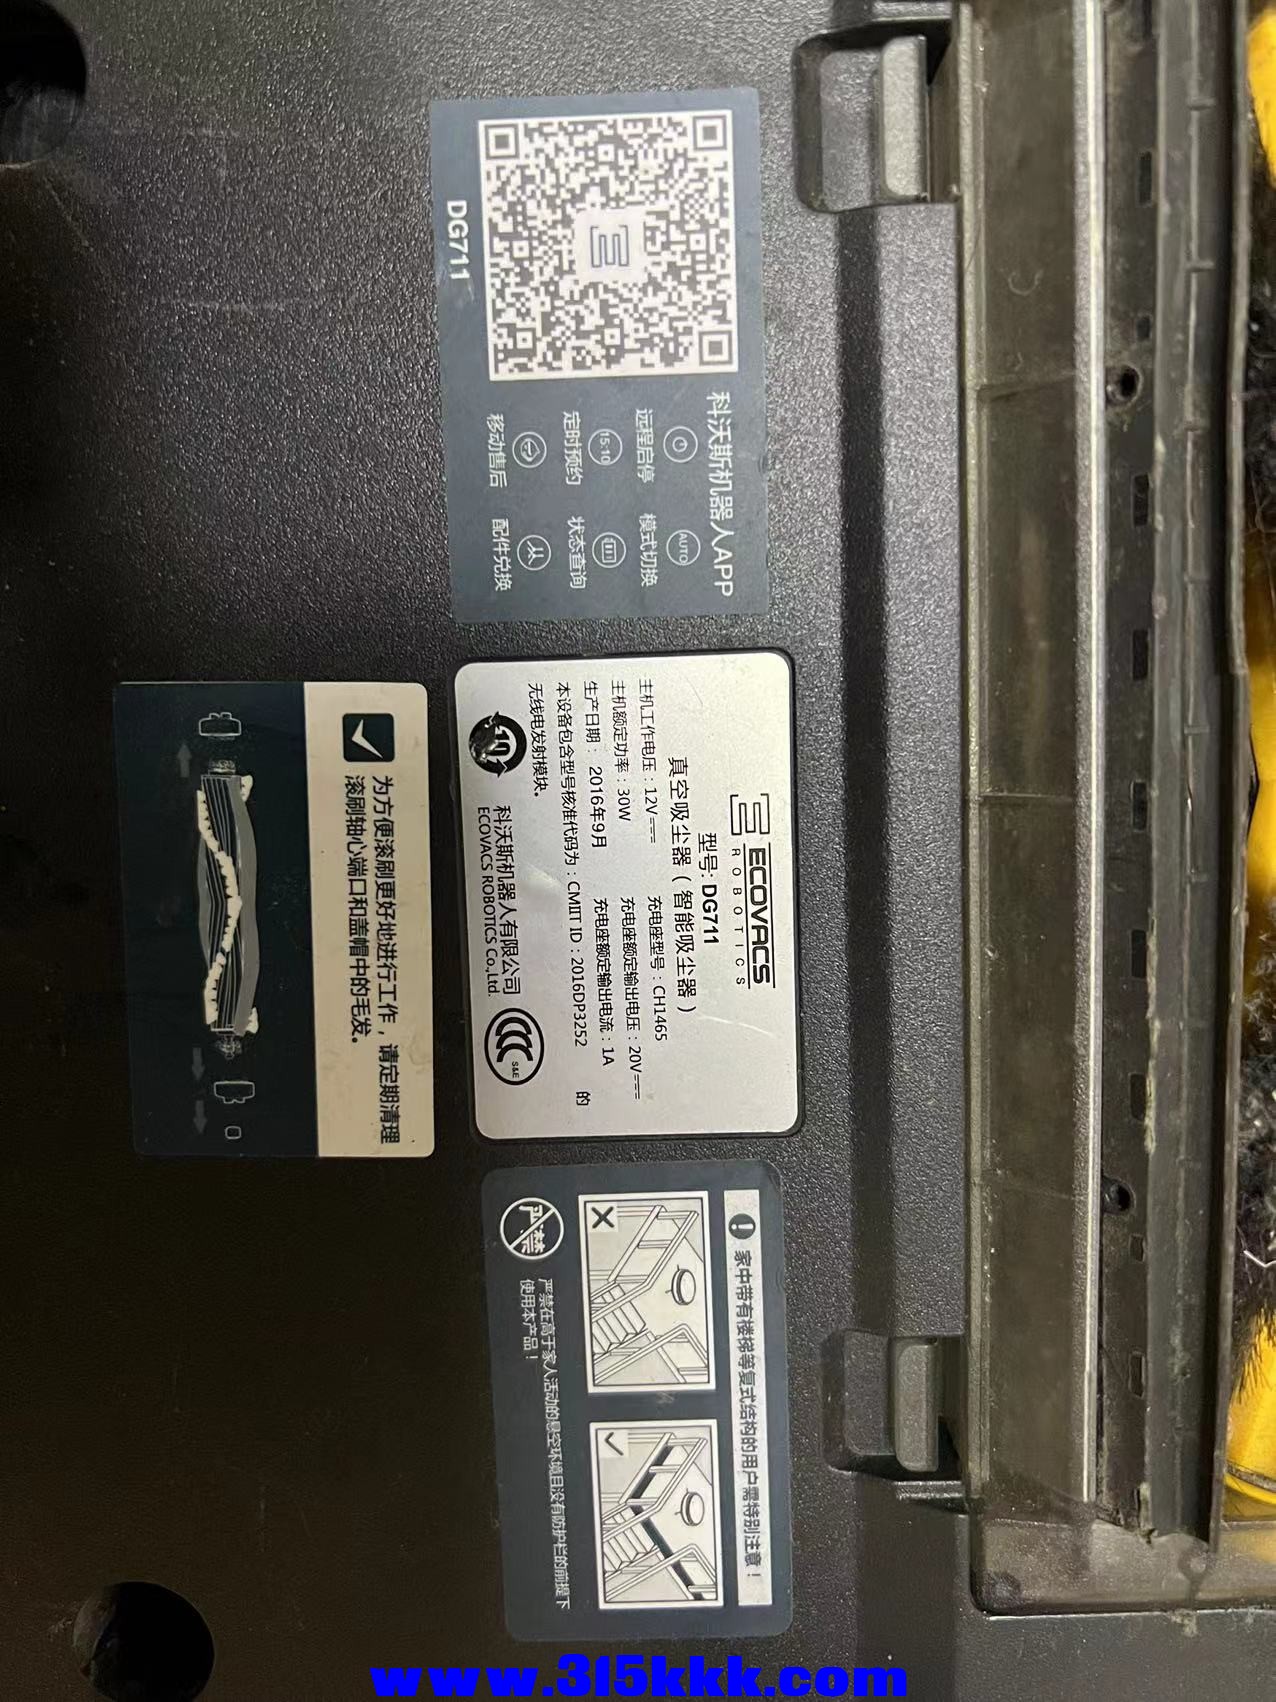 DG711
科沃斯机器人APP
远程启停
模式切换
AUTO
定时预约
15:10
状态查询
移动售后
配件兑换
ECOVACS
ROBOTICS
型号: DG711
真空吸尘器 ( 智能吸尘器 )
主机工作电压 : 12V 充电座型号 : CH1465
主机额定功率 : 30W 充电座额定输出电压 : 20V
生产日期 : 2016年9月 充电座额定输出电流 : 1A
本设备包含型号核准代码为 : CMIIT ID : 2016DP3252 的
无线电发射模块。
10
科沃斯机器人有限公司
ECOVACS ROBOTICS Co.,Ltd.
CCC
S&E
为方便滚刷更好地进行工作，请定期清理
滚刷轴心端口和盖帽中的毛发。
! 家中带有楼梯等复式结构的用户需特别注意！
严禁
严禁在高于家人活动的悬空环境且没有防护栏的前提下
使用本产品！
www.315kkk.com